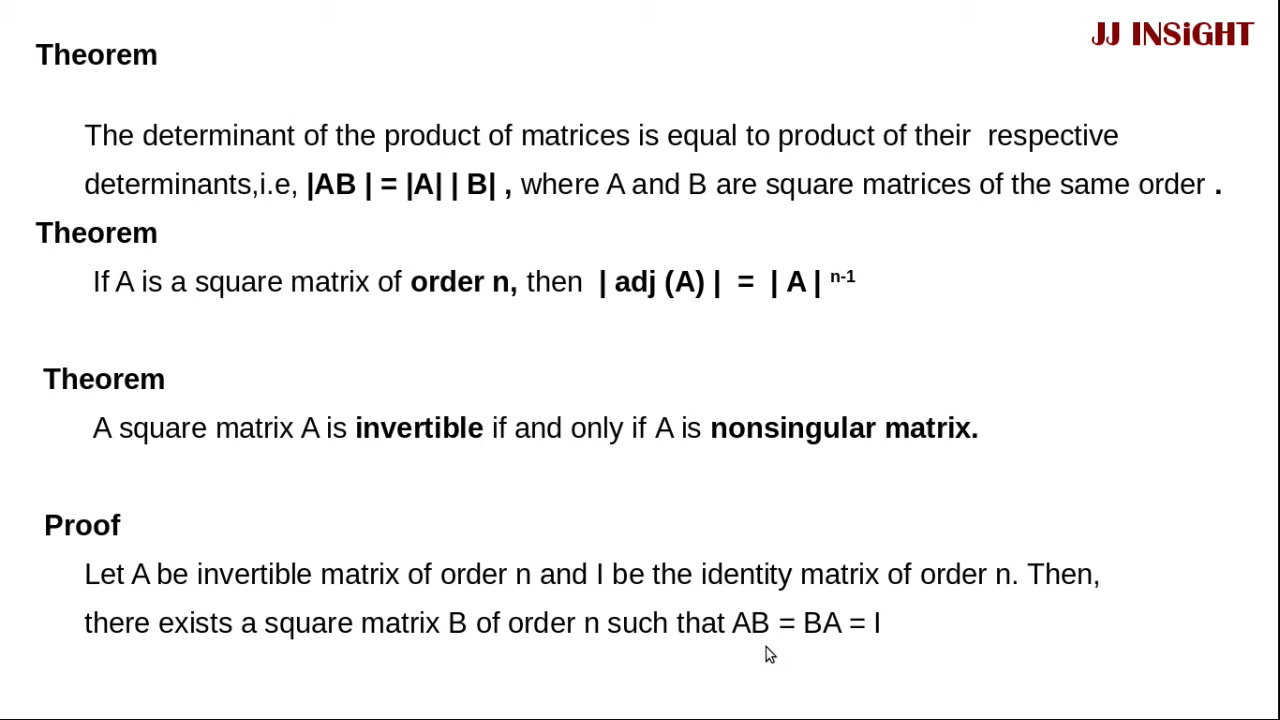 JJ INSiGHT
Theorem
The determinant of the product of matrices is equal to product of their  respective
determinants,i.e, |AB | = |A| | B| , where A and B are square matrices of the same order .
Theorem
If A is a square matrix of order n, then  | adj (A) |  =  | A | n-1
Theorem
A square matrix A is invertible if and only if A is nonsingular matrix.
Proof
Let A be invertible matrix of order n and I be the identity matrix of order n. Then,
there exists a square matrix B of order n such that AB = BA = I